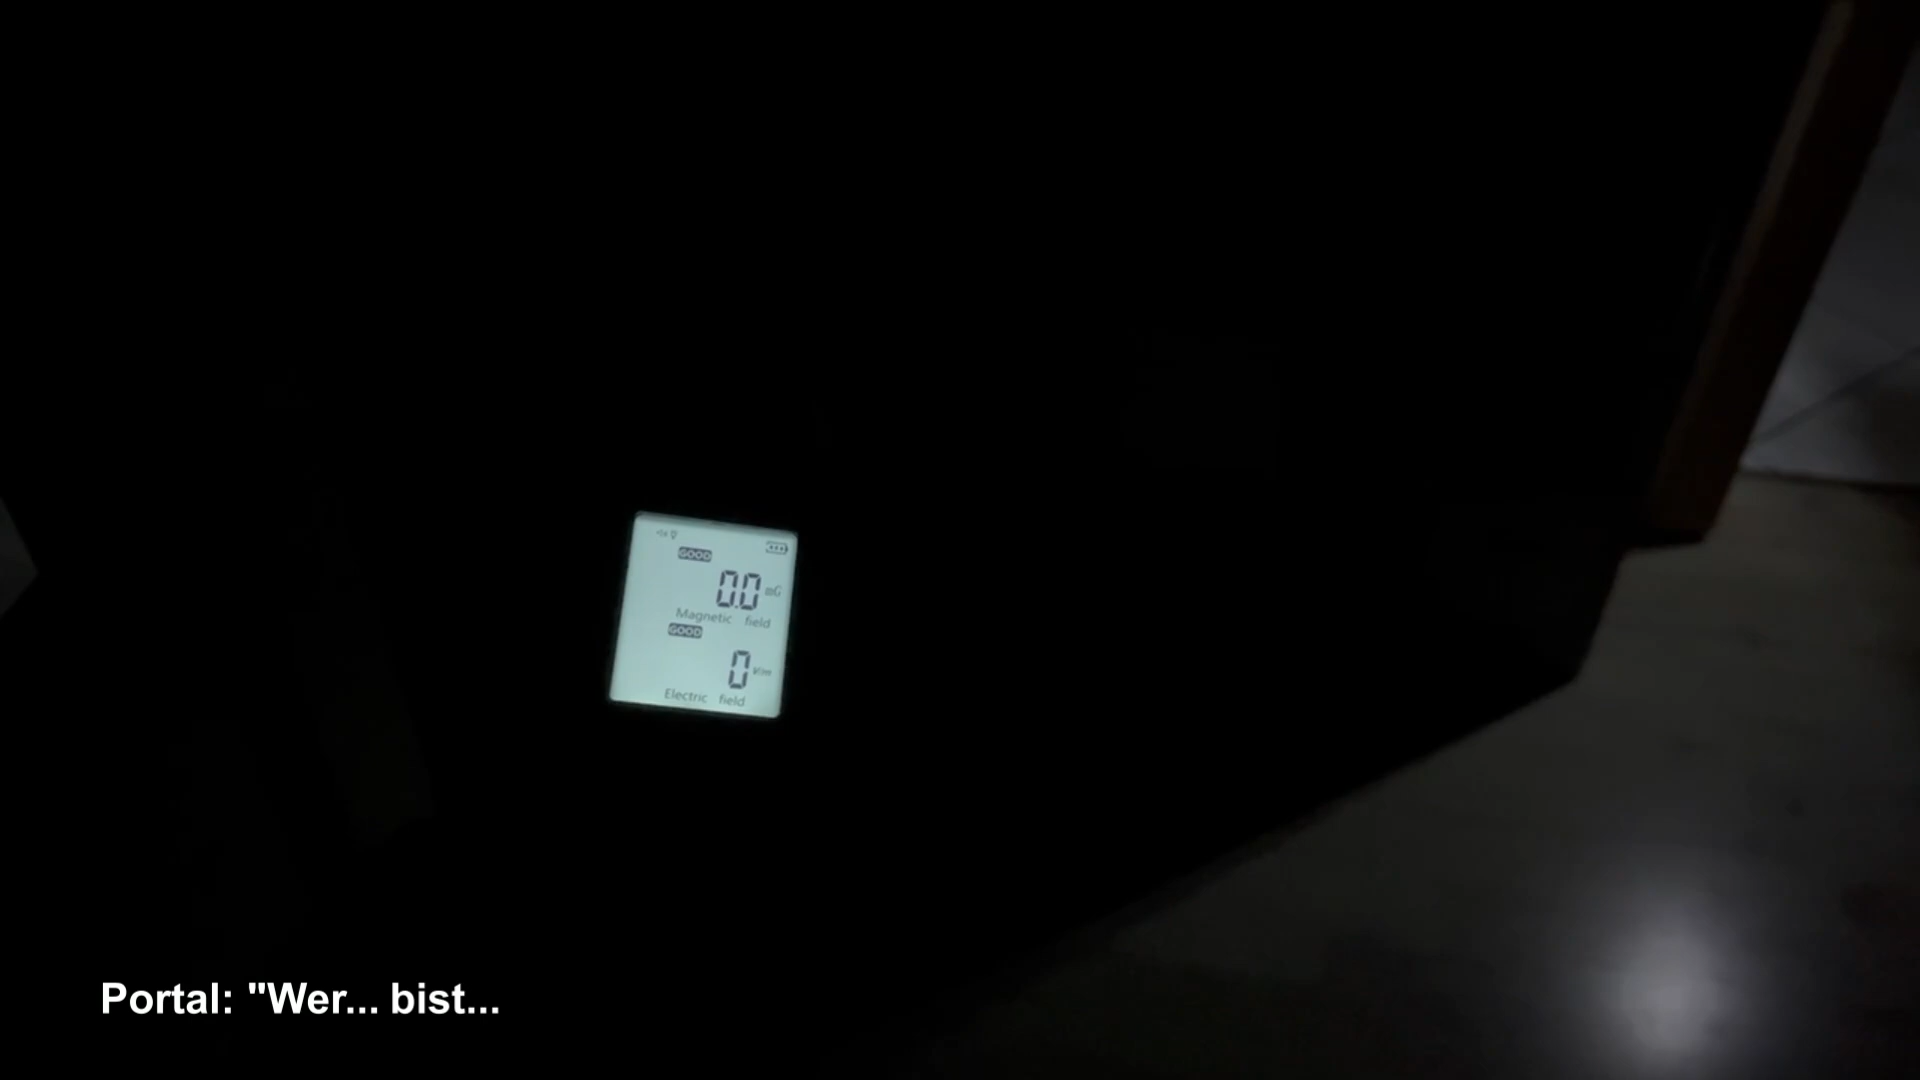 GOOD
0.0 mG
Magnetic field
GOOD
0 V/m
Electric field
Portal: "Wer... bist...